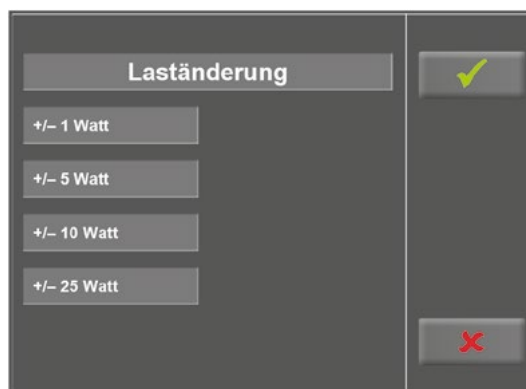 Laständerung
+/– 1 Watt
+/– 5 Watt
+/– 10 Watt
+/– 25 Watt